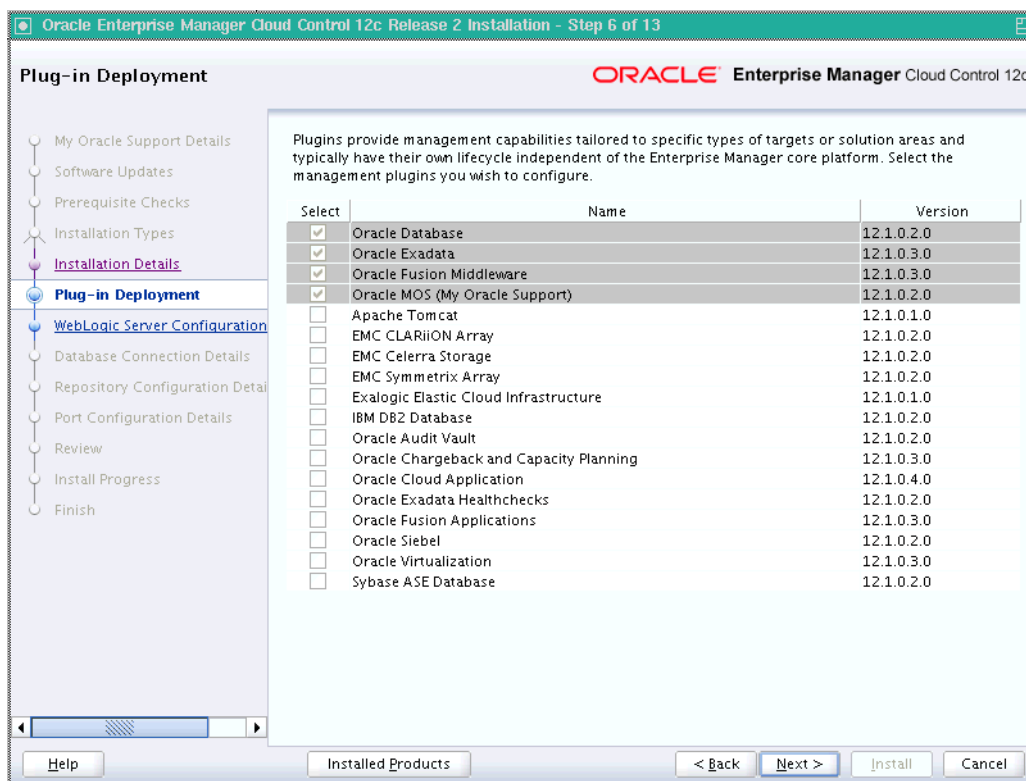 Oracle Enterprise Manager Cloud Control 12c Release 2 Installation - Step 6 of 13
Plug-in Deployment
ORACLE Enterprise Manager Cloud Control 12c
My Oracle Support Details
Software Updates
Prerequisite Checks
Installation Types
Installation Details
Plug-in Deployment
WebLogic Server Configuration
Database Connection Details
Repository Configuration Detai
Port Configuration Details
Review
Install Progress
Finish
Plugins provide management capabilities tailored to specific types of targets or solution areas and
typically have their own lifecycle independent of the Enterprise Manager core platform. Select the
management plugins you wish to configure.
Select Name Version
Oracle Database 12.1.0.2.0
Oracle Exadata 12.1.0.3.0
Oracle Fusion Middleware 12.1.0.3.0
Oracle MOS (My Oracle Support) 12.1.0.2.0
Apache Tomcat 12.1.0.1.0
EMC CLARiiON Array 12.1.0.2.0
EMC Celerra Storage 12.1.0.2.0
EMC Symmetrix Array 12.1.0.2.0
Exalogic Elastic Cloud Infrastructure 12.1.0.1.0
IBM DB2 Database 12.1.0.2.0
Oracle Audit Vault 12.1.0.2.0
Oracle Chargeback and Capacity Planning 12.1.0.3.0
Oracle Cloud Application 12.1.0.4.0
Oracle Exadata Healthchecks 12.1.0.2.0
Oracle Fusion Applications 12.1.0.3.0
Oracle Siebel 12.1.0.2.0
Oracle Virtualization 12.1.0.3.0
Sybase ASE Database 12.1.0.2.0
Help Installed Products < Back Next > Install Cancel